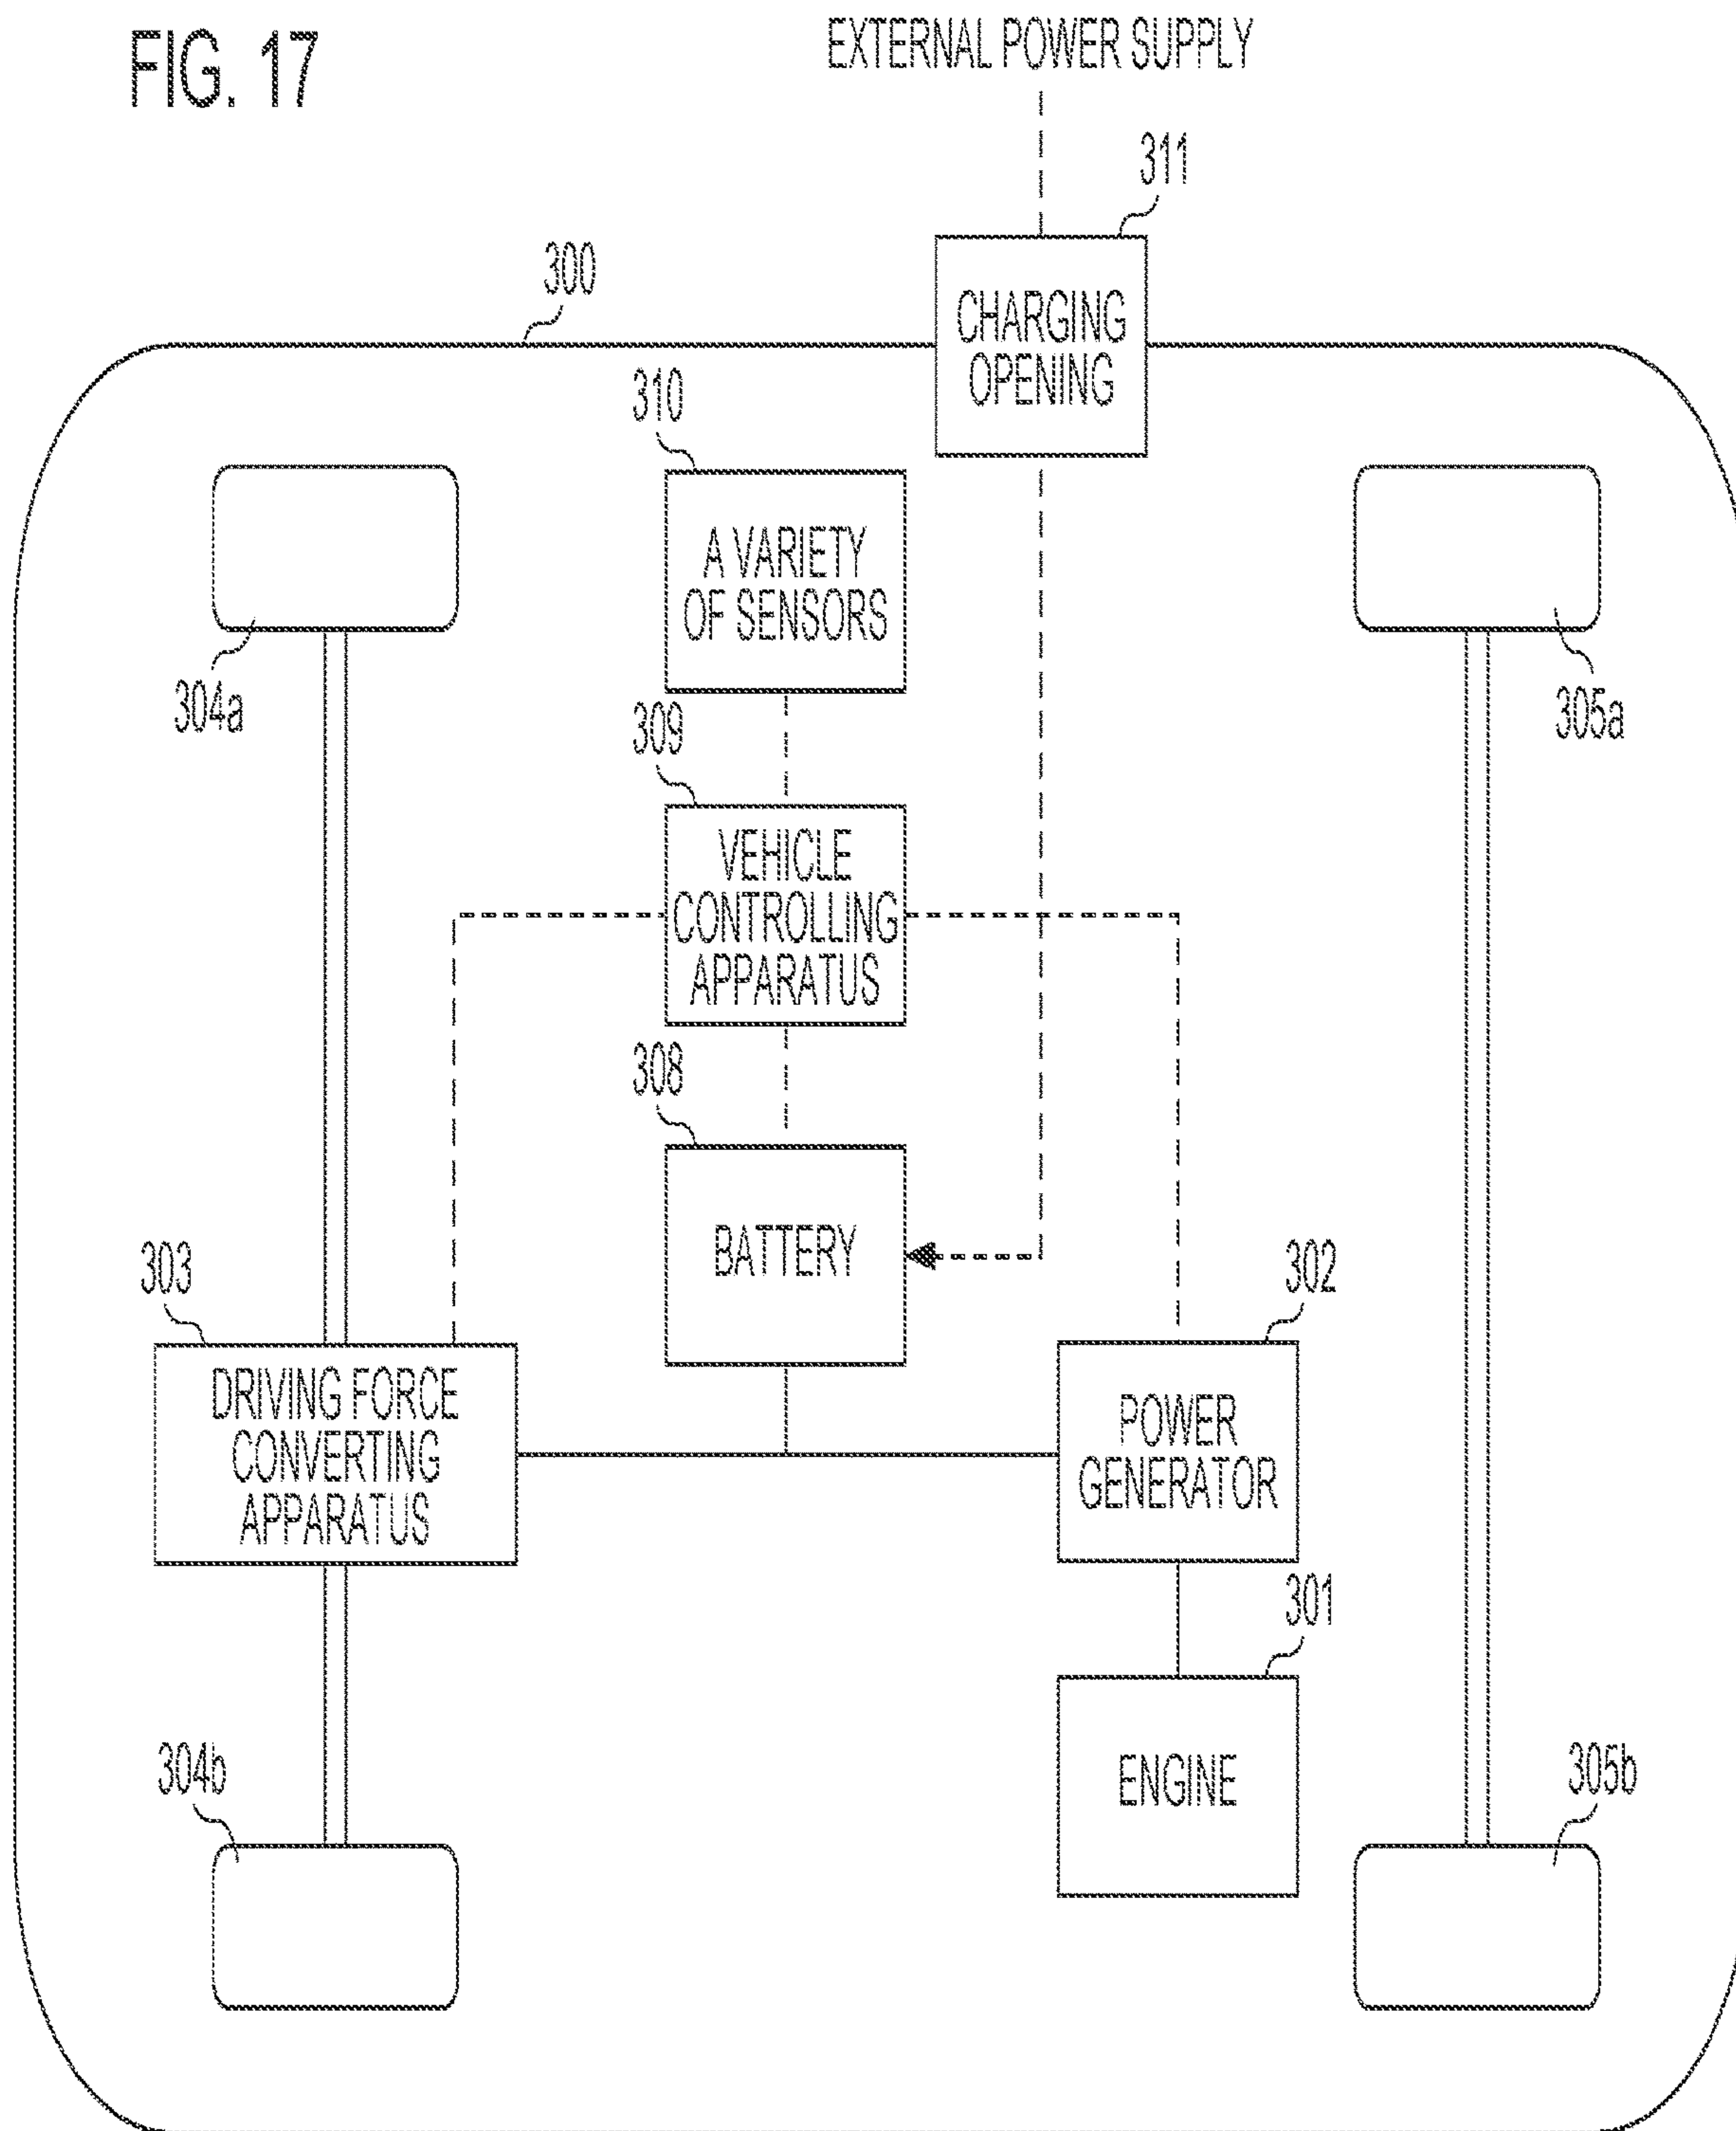 FIG. 17
EXTERNAL POWER SUPPLY
311
300
CHARGING
OPENING
310
A VARIETY
OF SENSORS
304a
305a
309
VEHICLE
CONTROLLING
APPARATUS
308
BATTERY
303
302
DRIVING FORCE
CONVERTING
APPARATUS
POWER
GENERATOR
301
304b
ENGINE
305b